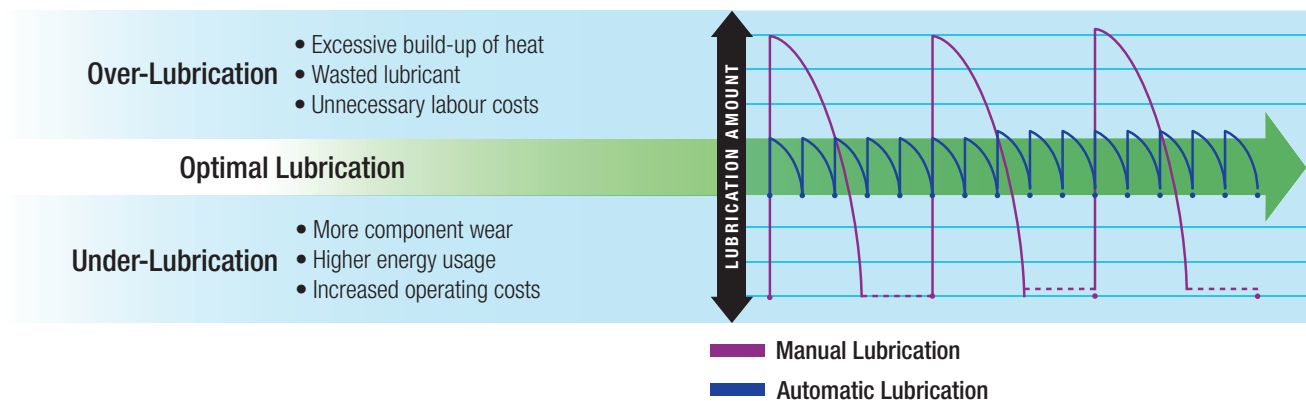 Over-Lubrication
• Excessive build-up of heat
• Wasted lubricant
• Unnecessary labour costs
Optimal Lubrication
Under-Lubrication
• More component wear
• Higher energy usage
• Increased operating costs
LUBRICATION AMOUNT
Manual Lubrication
Automatic Lubrication